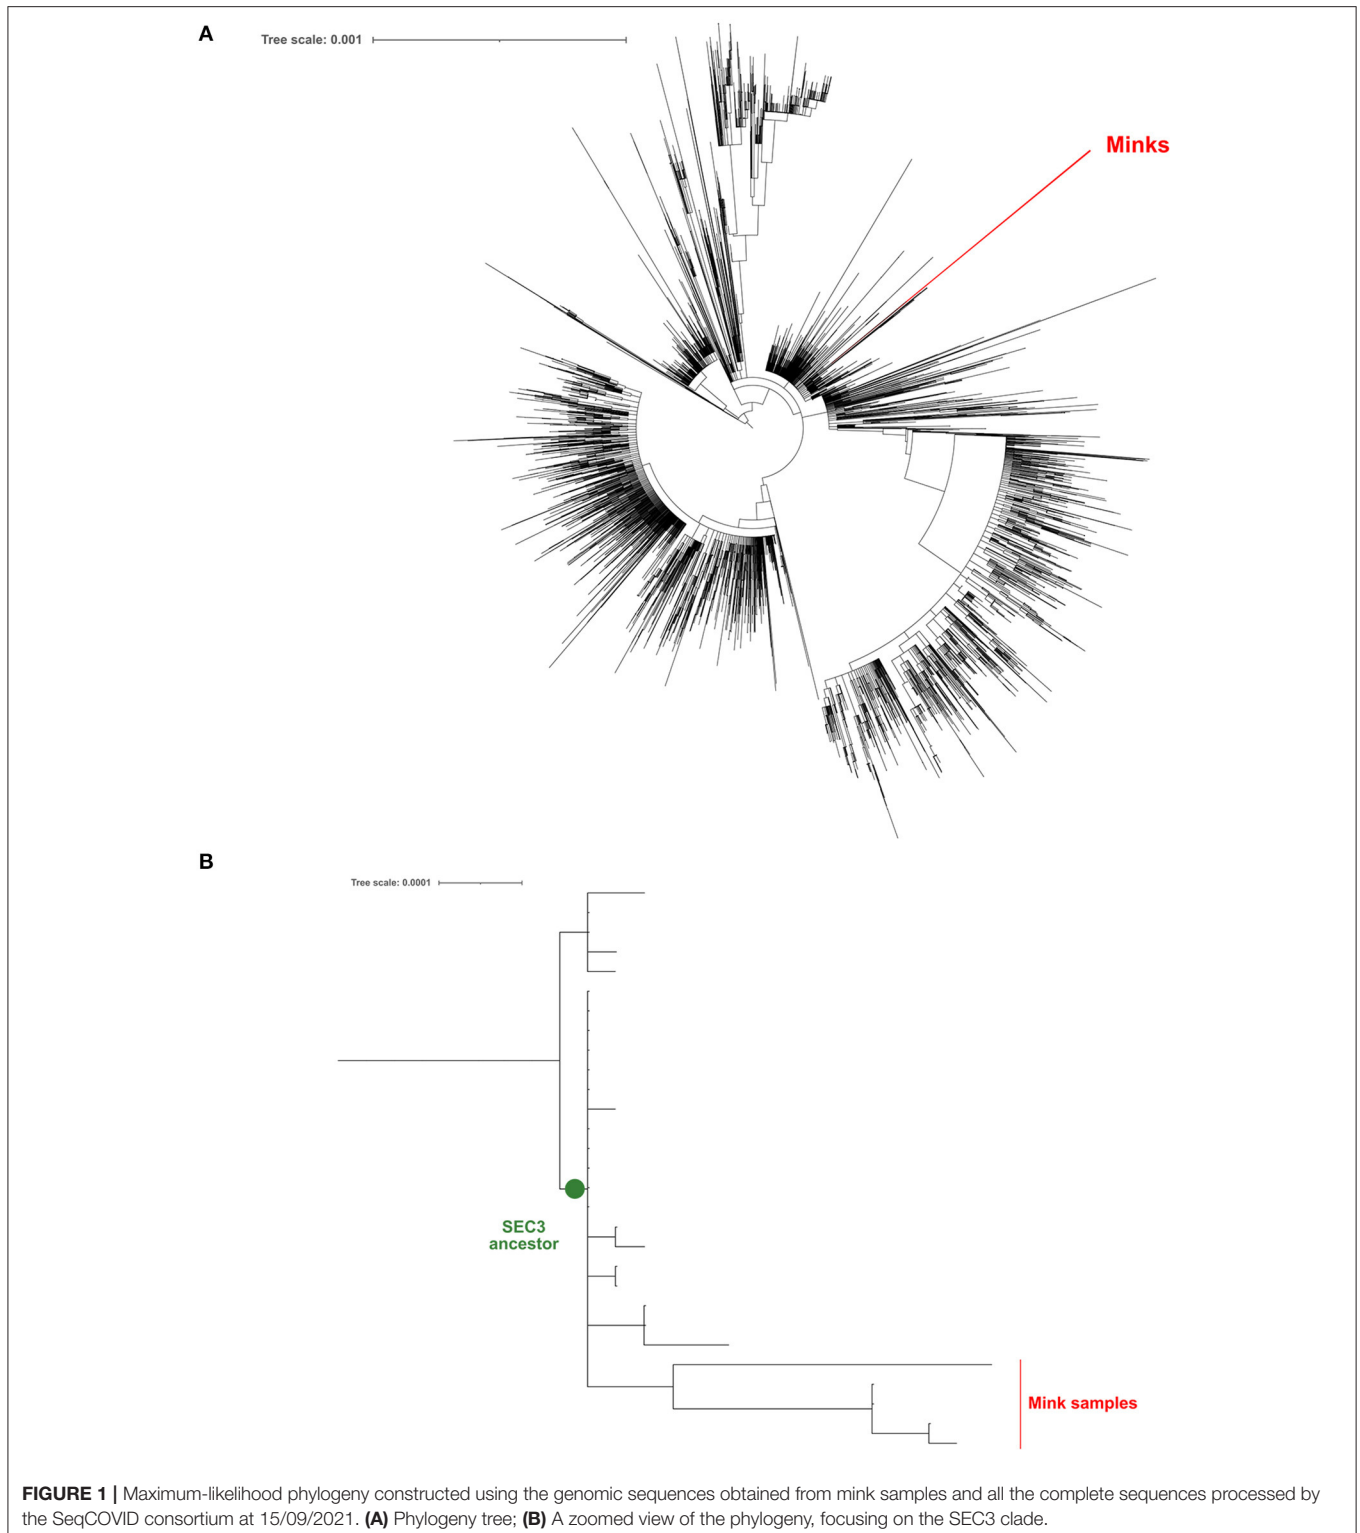 A
Tree scale: 0.001
Minks
B
Tree scale: 0.0001
SEC3
ancestor
Mink samples
FIGURE 1 | Maximum-likelihood phylogeny constructed using the genomic sequences obtained from mink samples and all the complete sequences processed by
the SeqCOVID consortium at 15/09/2021. (A) Phylogeny tree; (B) A zoomed view of the phylogeny, focusing on the SEC3 clade.